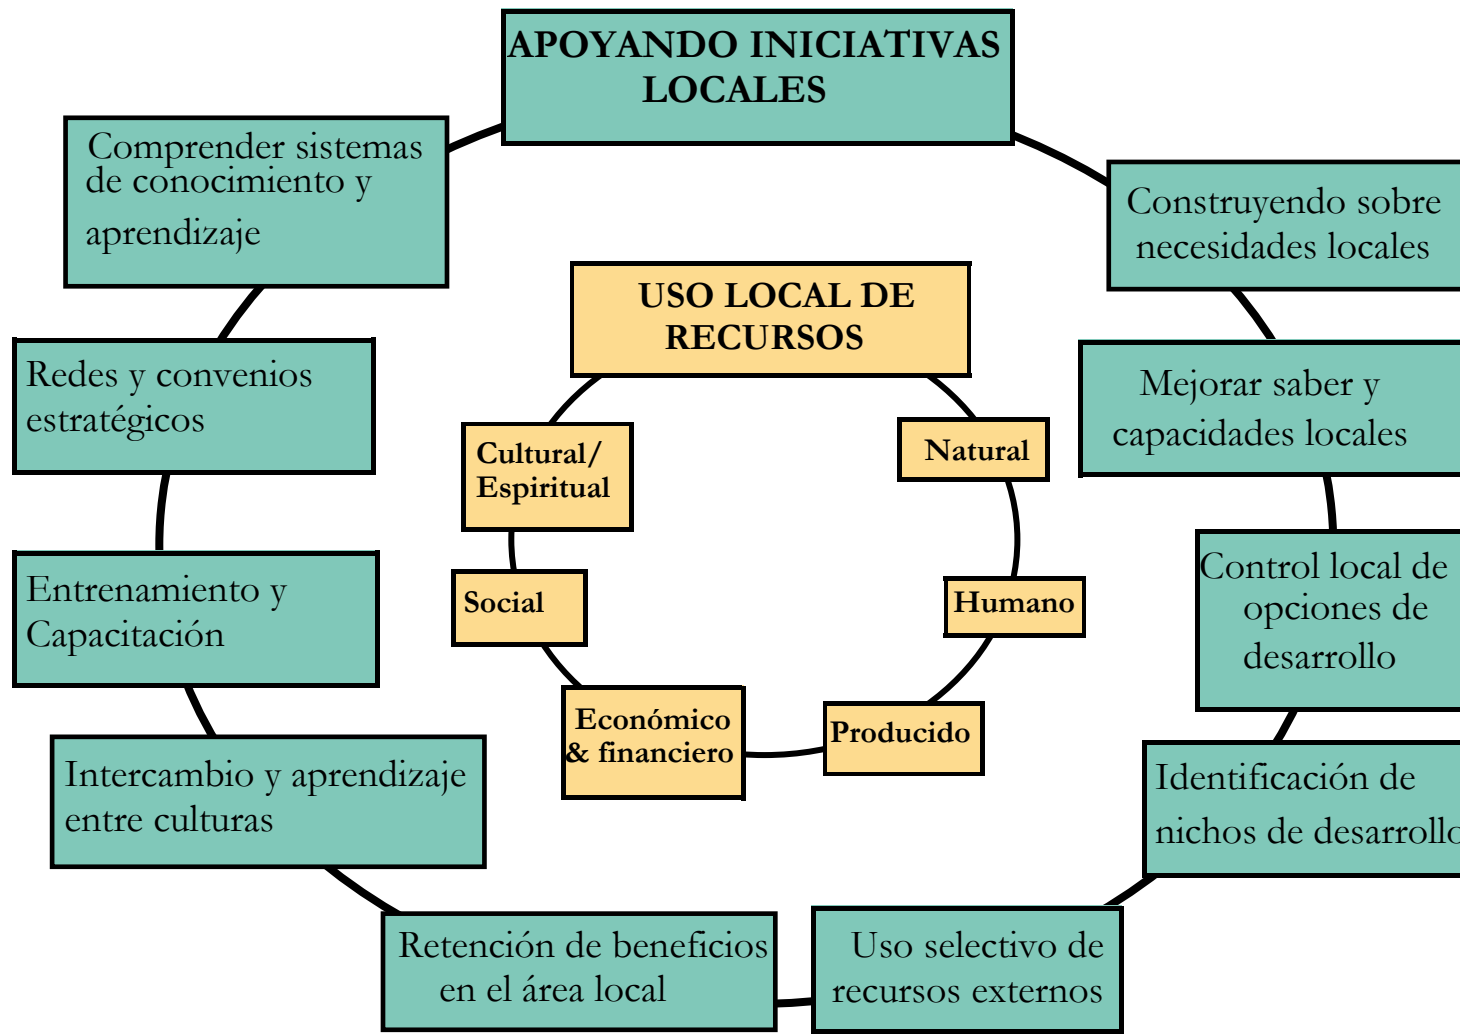 APOYANDO INICIATIVAS
LOCALES
Comprender sistemas
de conocimiento y
aprendizaje
Construyendo sobre
necesidades locales
USO LOCAL DE
RECURSOS
Redes y convenios
estratégicos
Mejorar saber y
capacidades locales
Cultural/
Espiritual
Natural
Entrenamiento y
Capacitación
Social
Humano
Control local de
opciones de
desarrollo
Económico
& financiero
Producido
Intercambio y aprendizaje
entre culturas
Identificación de
nichos de desarrollo
Retención de beneficios
en el área local
Uso selectivo de
recursos externos